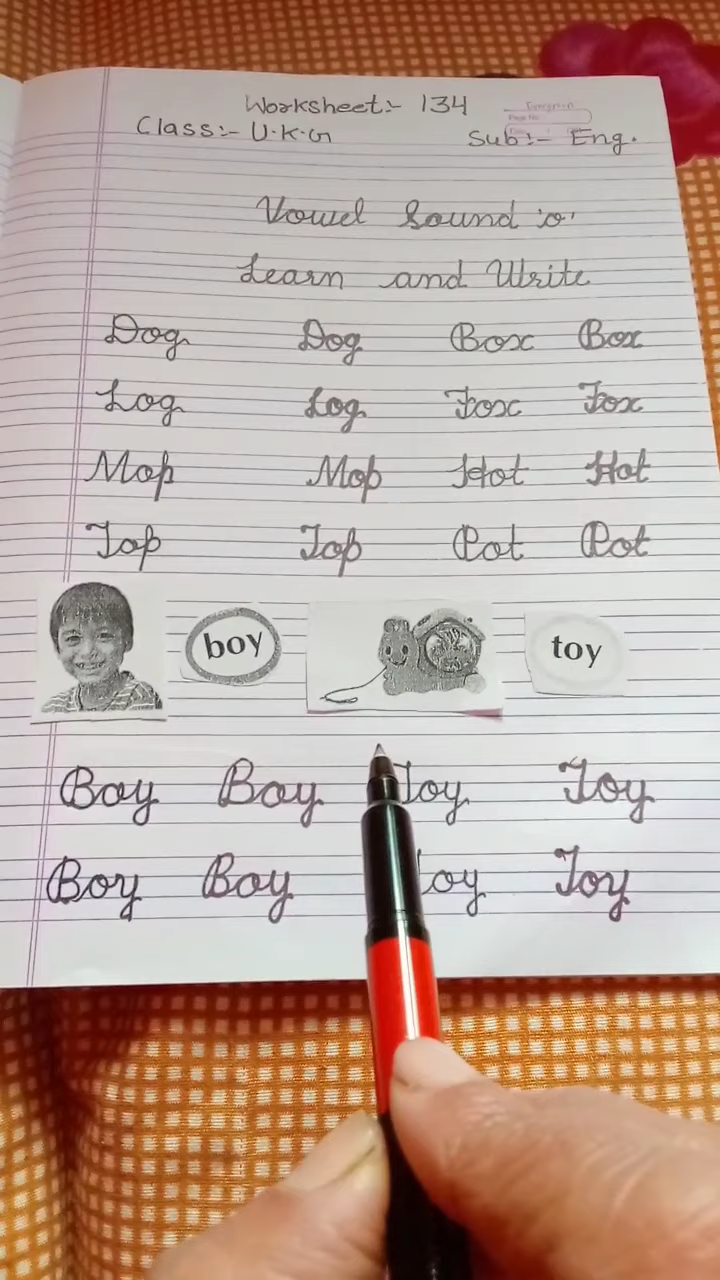 Worksheet:- 134
Class:- U.K.G
Sub:- Eng.
Vowel Sound 'o'
Learn and Write
Dog Dog Box Box
Log Log Fox Fox
Mop Mop Hot Hot
Top Top Pot Pot
boy toy
Boy Boy Toy Toy
Boy Boy oy Toy